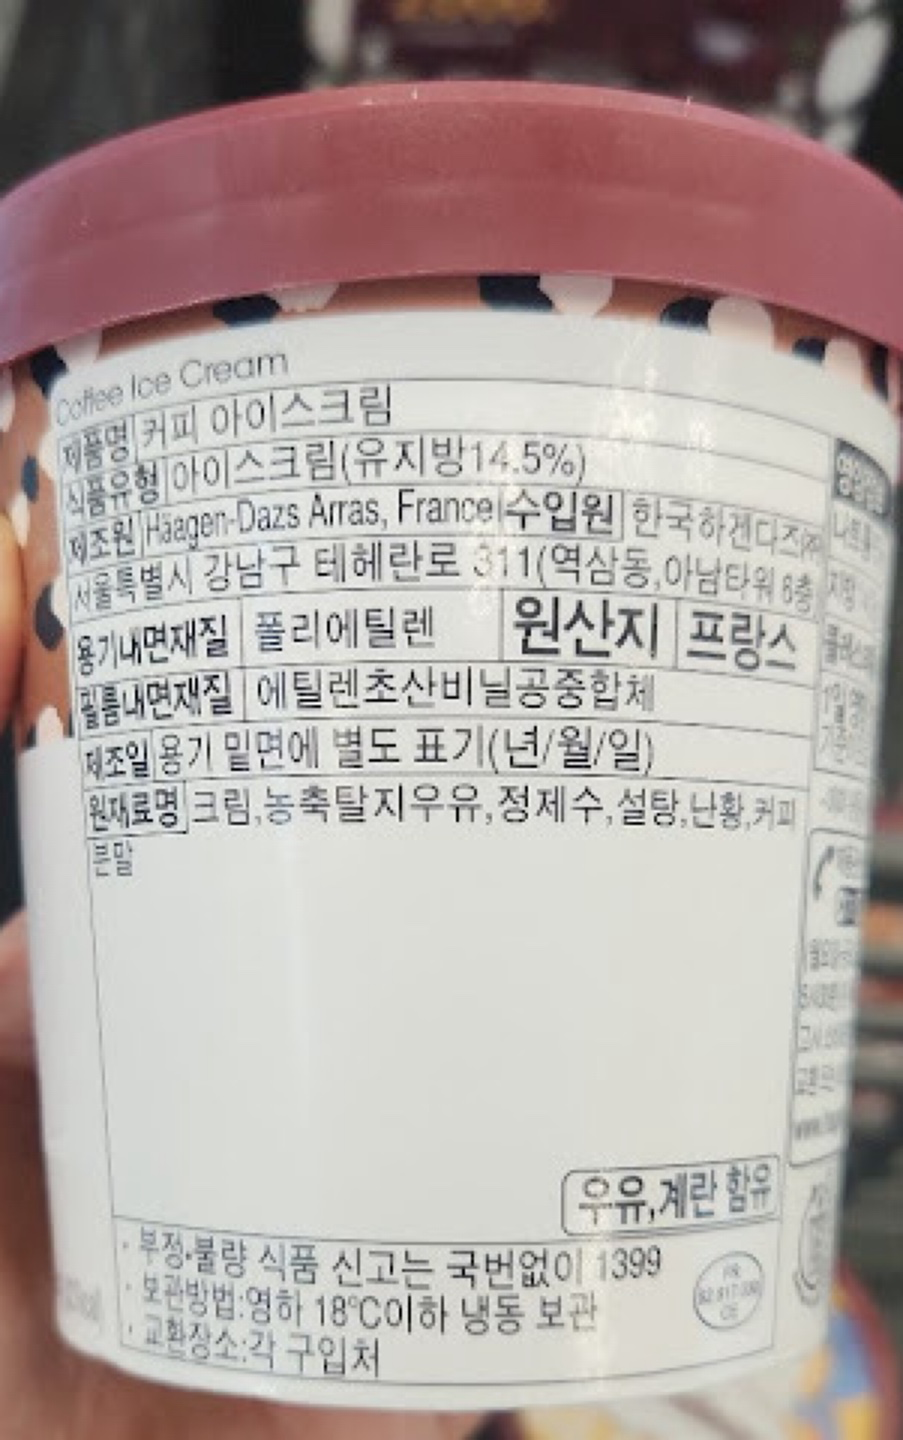 Coffee Ice Cream
제품명 커피 아이스크림
식품유형 아이스크림(유지방14.5%)
제조원 Häagen-Dazs Arras, France 수입원 한국하겐다즈㈜
서울특별시 강남구 테헤란로 311(역삼동,아남타워 6층
용기내면재질 폴리에틸렌 원산지 프랑스
필름내면재질 에틸렌초산비닐공중합체
제조일 용기 밑면에 별도 표기(년/월/일)
원재료명 크림,농축탈지우유,정제수,설탕,난황,커피
분말
우유,계란 함유
· 부정·불량 식품 신고는 국번없이 1399
· 보관방법:영하 18℃이하 냉동 보관
· 교환장소:각 구입처
FR
CE